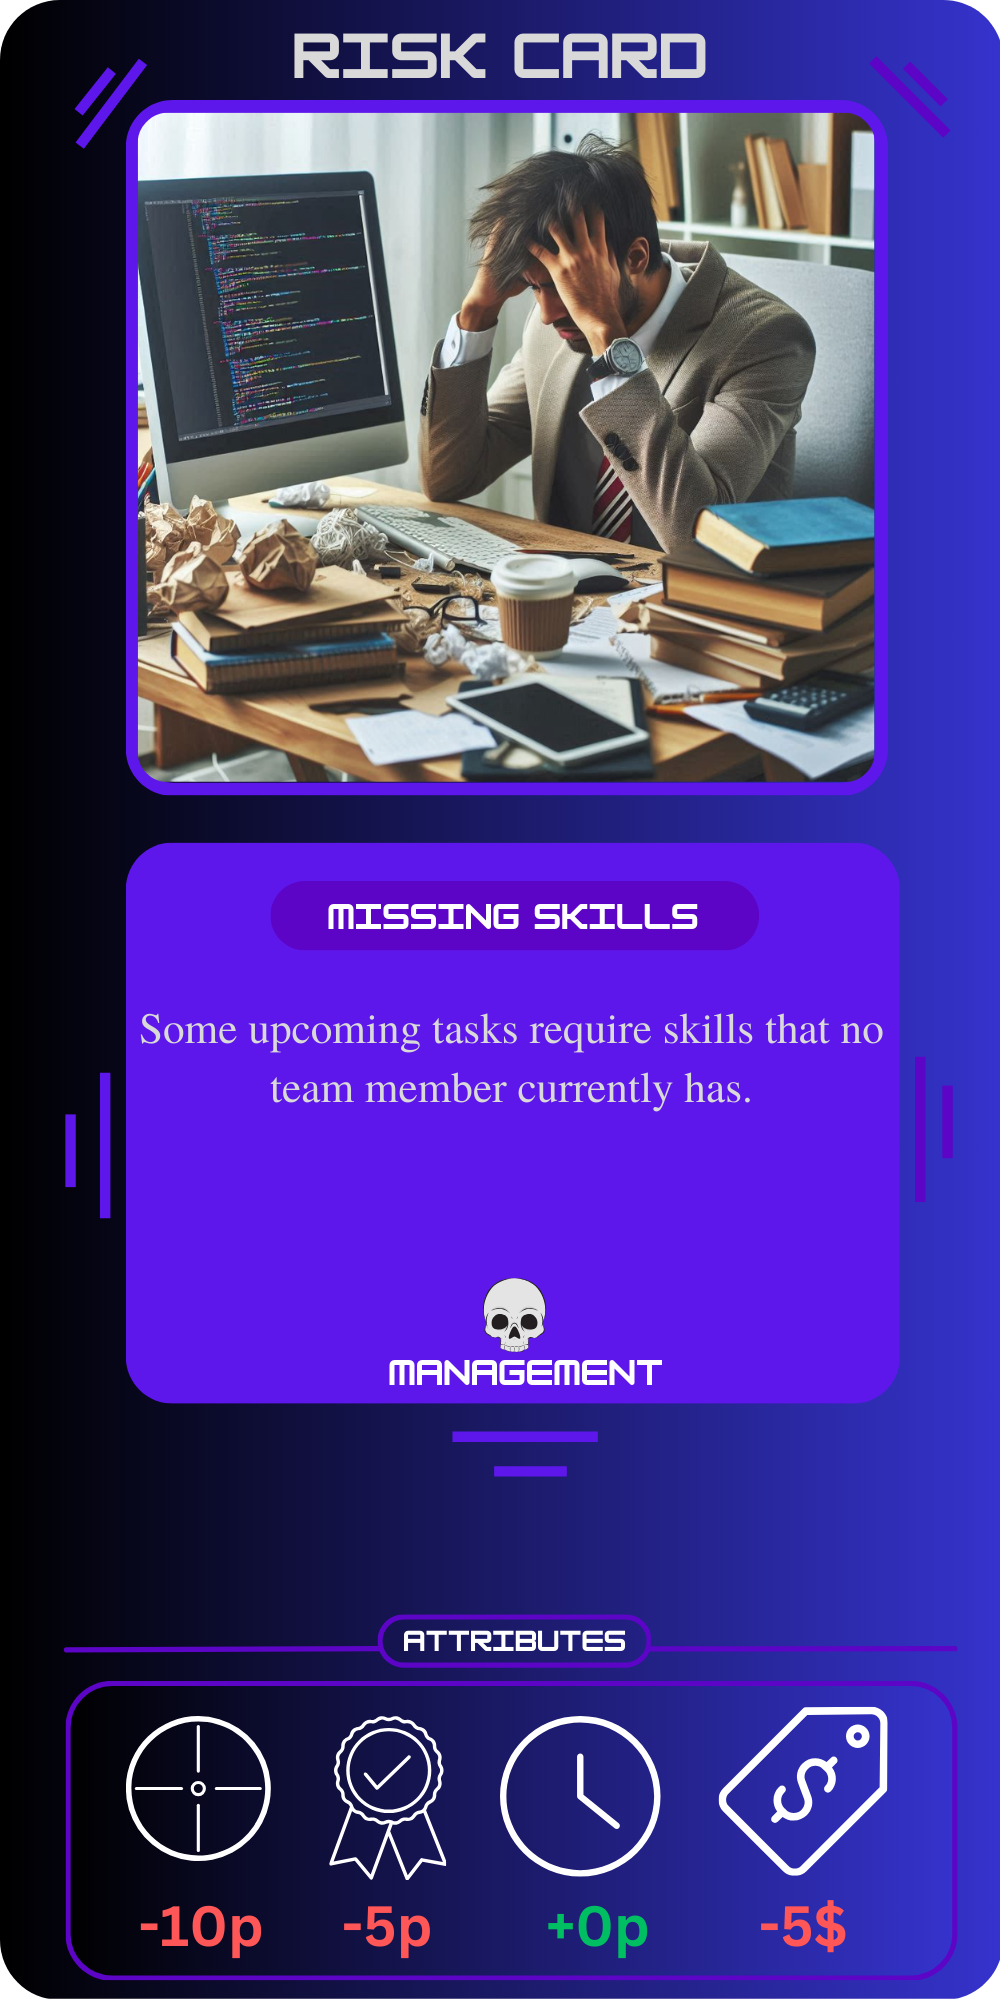 RISK CARD
MISSING SKILLS
Some upcoming tasks require skills that no
team member currently has.
MANAGEMENT
ATTRIBUTES
-10p -5p +0p -5$